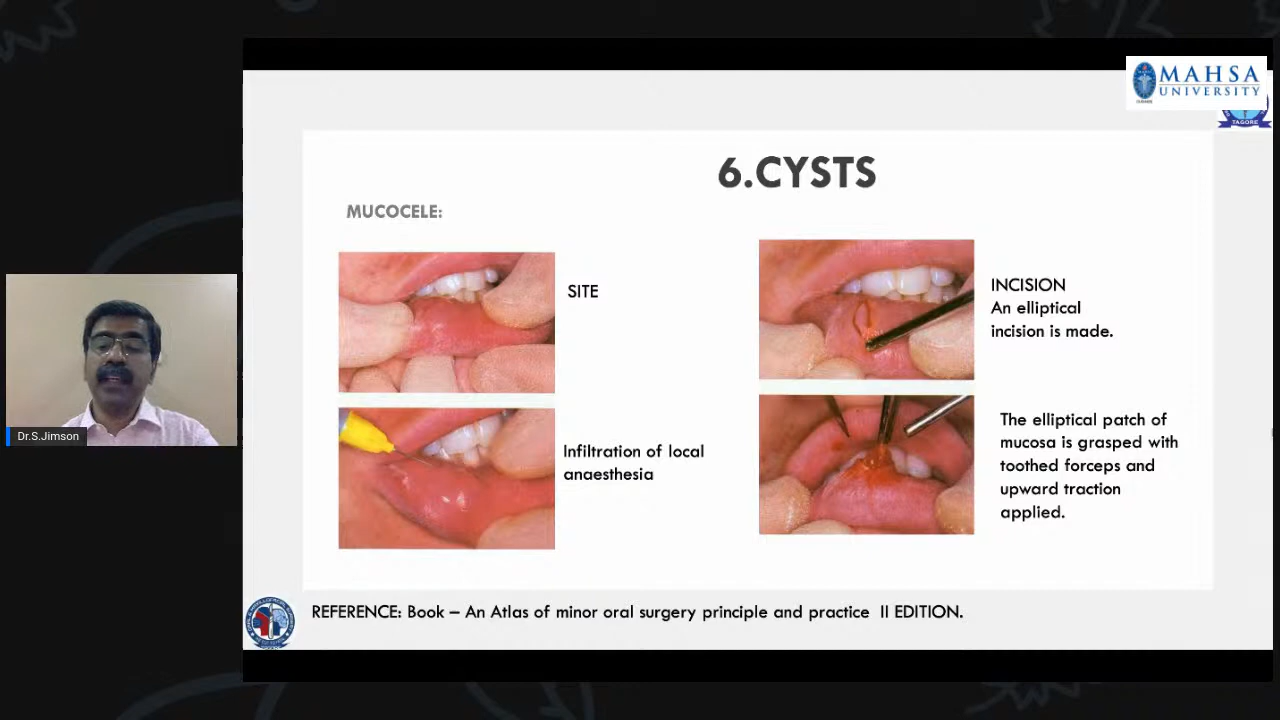 MAHSA
UNIVERSITY
TAGORE
6.CYSTS
MUCOCELE:
SITE
Infiltration of local
anaesthesia
INCISION
An elliptical
incision is made.
The elliptical patch of
mucosa is grasped with
toothed forceps and
upward traction
applied.
Dr.S.Jimson
REFERENCE: Book – An Atlas of minor oral surgery principle and practice II EDITION.